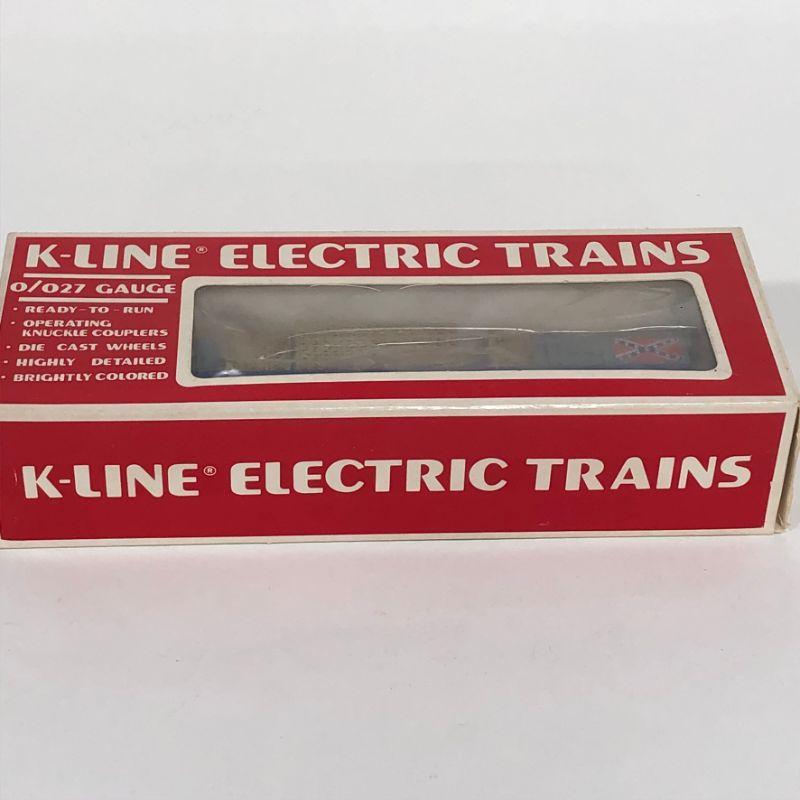 K-LINE® ELECTRIC TRAINS
O/027 GAUGE
· READY-TO-RUN
· OPERATING
KNUCKLE COUPLERS
· DIE CAST WHEELS
· HIGHLY DETAILED
· BRIGHTLY COLORED
K-LINE® ELECTRIC TRAINS